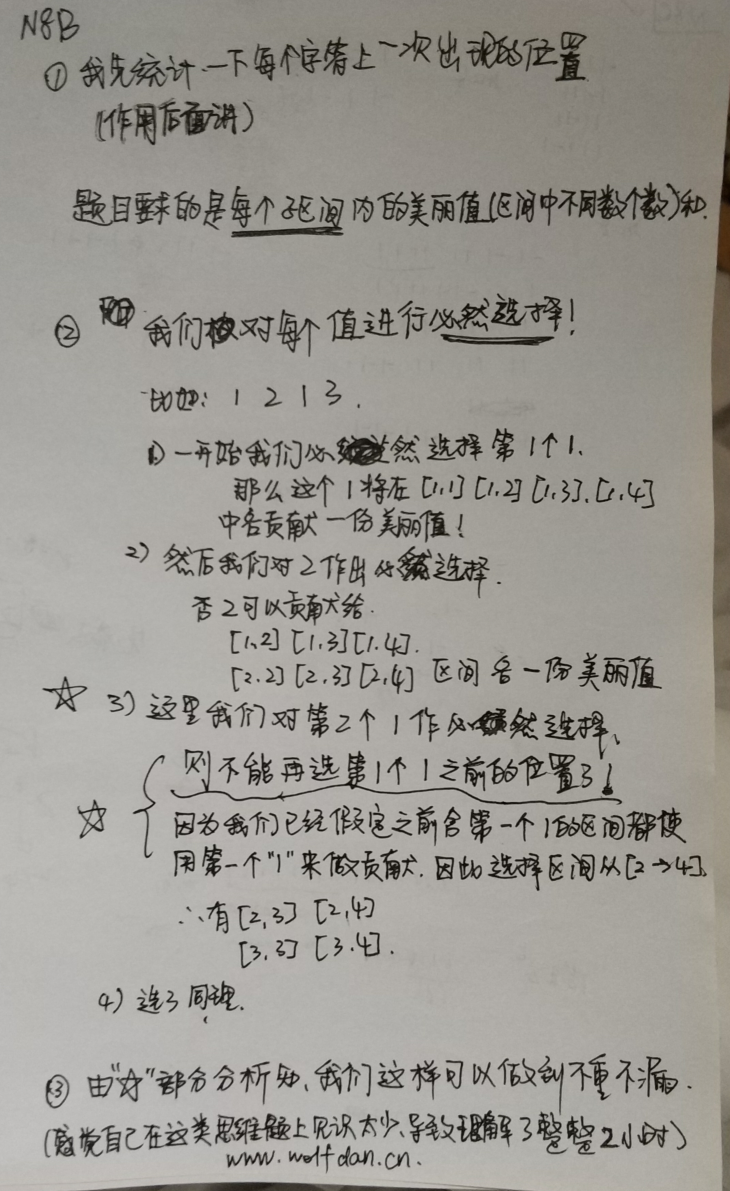 N8B
① 我先统计一下每个字符上一次出现的位置
(作用后面讲)
题目要求的是每个子区间内的美丽值(区间中不同数个数)和.
② 我们对每个值进行必然选择!
比如: 1 2 1 3.
1) 一开始我们必然选择第1个1.
那么这个1将在[1,1][1,2][1,3].[1,4]
中各贡献一份美丽值!
2) 然后我们对2作出必然选择.
否2可以贡献给.
[1,2][1,3][1.4].
[2.2][2,3][2,4] 区间各一份美丽值
☆ 3) 这里我们对第2个1作必然选择、
则不能再选第1个1之前的位置了!
☆ 因为我们已经假定之前含第一个1的区间都使
用第一个"1"来做贡献.因此选择区间从[2→4].
∴有[2,3] [2,4]
[3,3] [3.4].
4) 选3同理.
③ 由"☆"部分分析知、我们这样可以做到不重不漏.
(感觉自己在这类思维题上见识太少、导致理解了整整2小时)
www.wolfdan.cn.